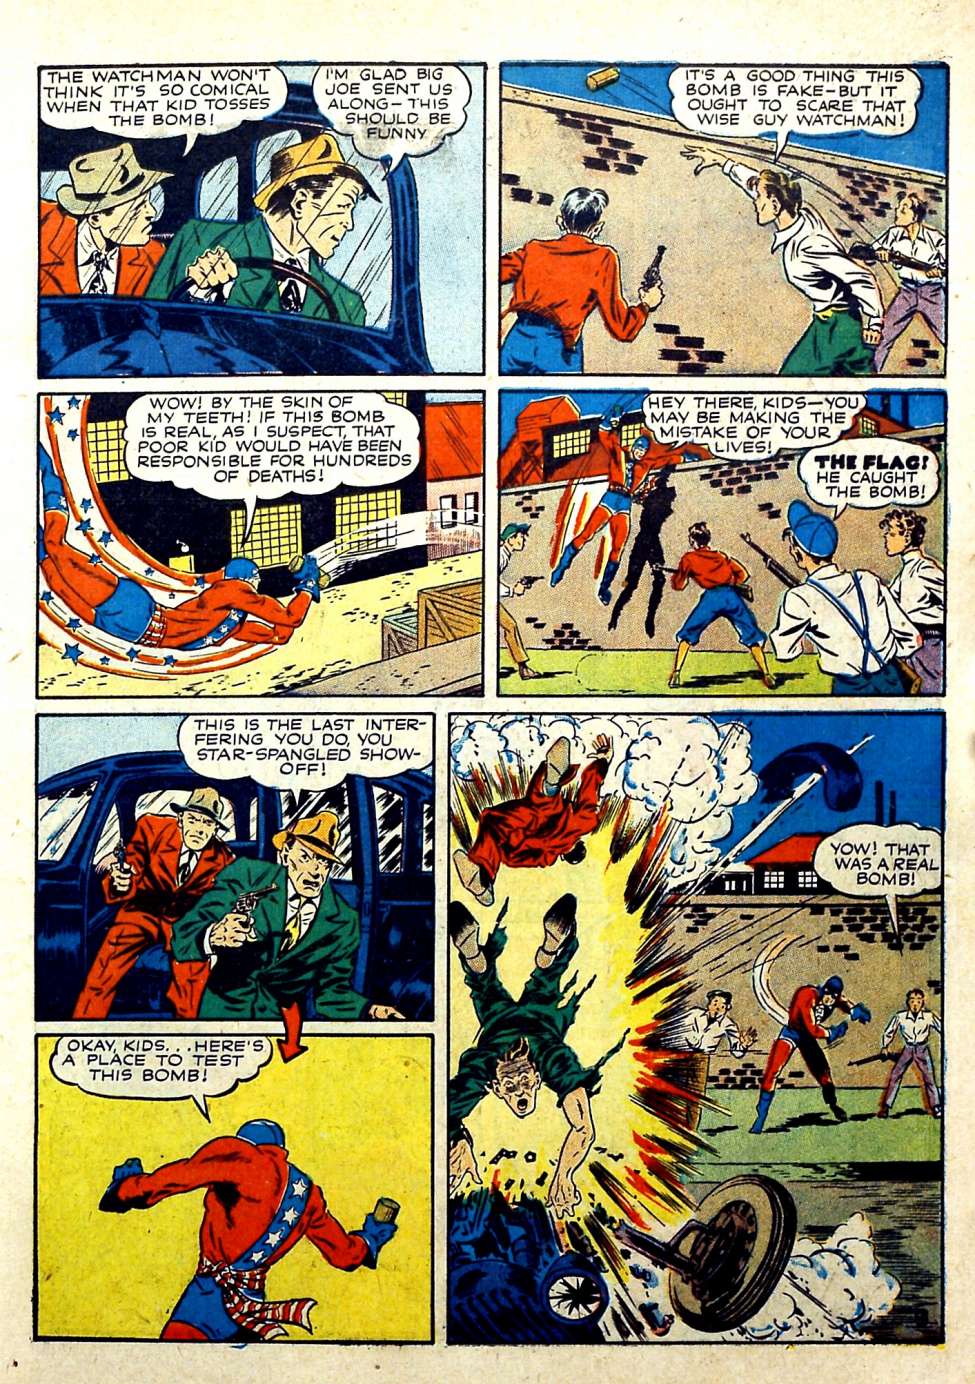 THE WATCHMAN WON'T
THINK IT'S SO COMICAL
WHEN THAT KID TOSSES
THE BOMB!
I'M GLAD BIG
JOE SENT US
ALONG—THIS
SHOULD BE
FUNNY
IT'S A GOOD THING THIS
BOMB IS FAKE—BUT IT
OUGHT TO SCARE THAT
WISE GUY WATCHMAN!
WOW! BY THE SKIN OF
MY TEETH! IF THIS BOMB
IS REAL, AS I SUSPECT, THAT
POOR KID WOULD HAVE BEEN
RESPONSIBLE FOR HUNDREDS
OF DEATHS!
HEY THERE, KIDS—YOU
MAY BE MAKING THE
MISTAKE OF YOUR
LIVES!
THE FLAG!
HE CAUGHT
THE BOMB!
THIS IS THE LAST INTER-
FERING YOU DO, YOU
STAR-SPANGLED SHOW-
OFF!
OKAY, KIDS...HERE'S
A PLACE TO TEST
THIS BOMB!
YOW! THAT
WAS A REAL
BOMB!